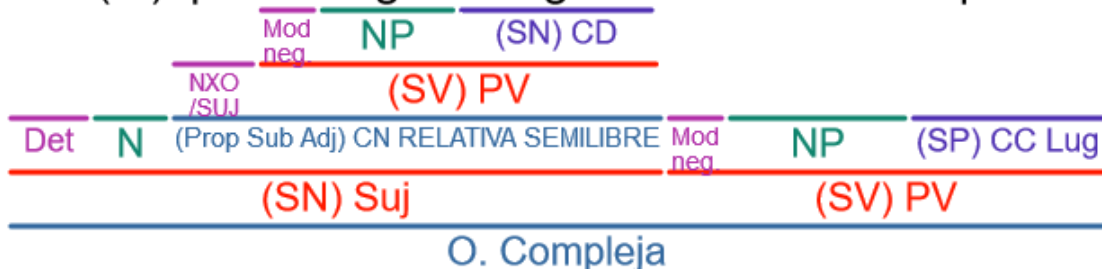 Mod neg. NP (SN) CD
NXO /SUJ (SV) PV
Det N (Prop Sub Adj) CN RELATIVA SEMILIBRE Mod neg. NP (SP) CC Lug
(SN) Suj (SV) PV
O. Compleja